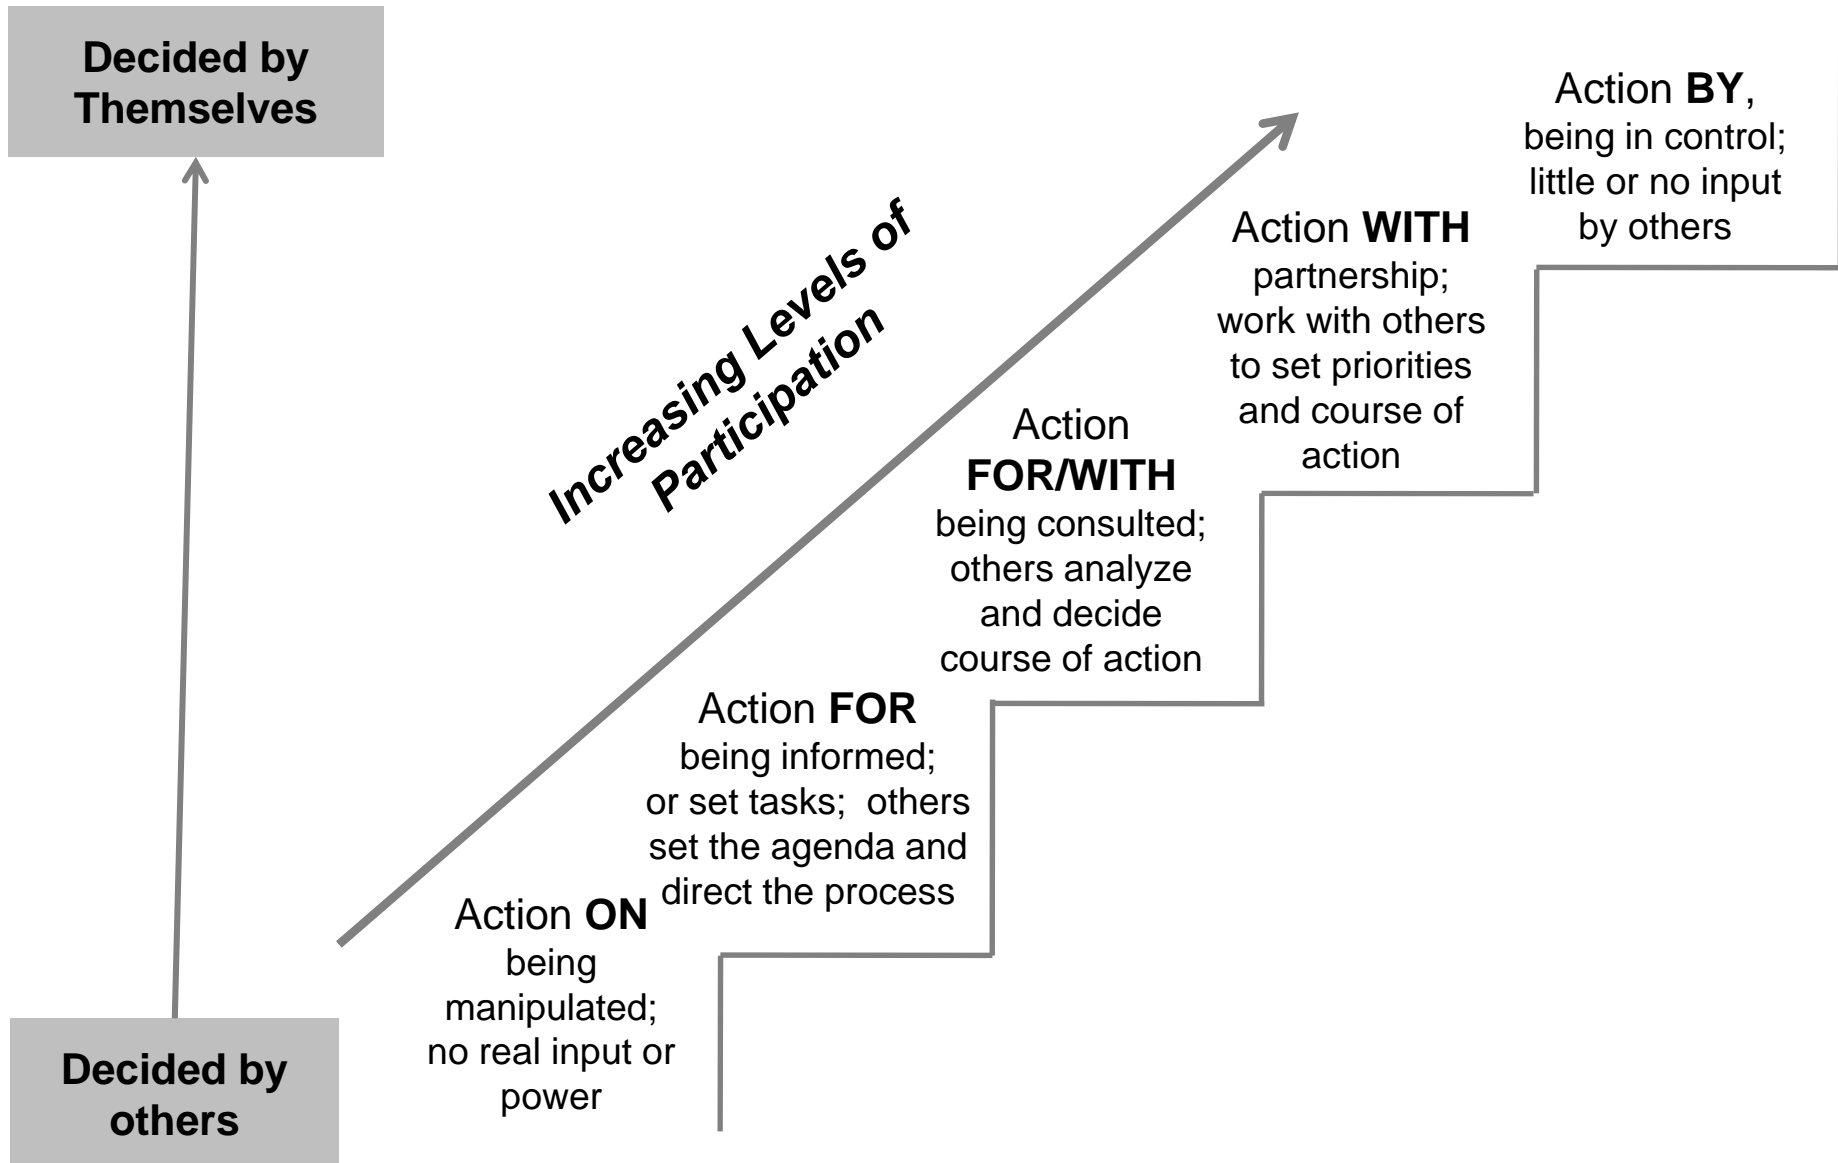 Decided by
Themselves
Increasing Levels of
Participation
Action BY,
being in control;
little or no input
by others
Action WITH
partnership;
work with others
to set priorities
and course of
action
Action
FOR/WITH
being consulted;
others analyze
and decide
course of action
Action FOR
being informed;
or set tasks; others
set the agenda and
direct the process
Action ON
being
manipulated;
no real input or
power
Decided by
others